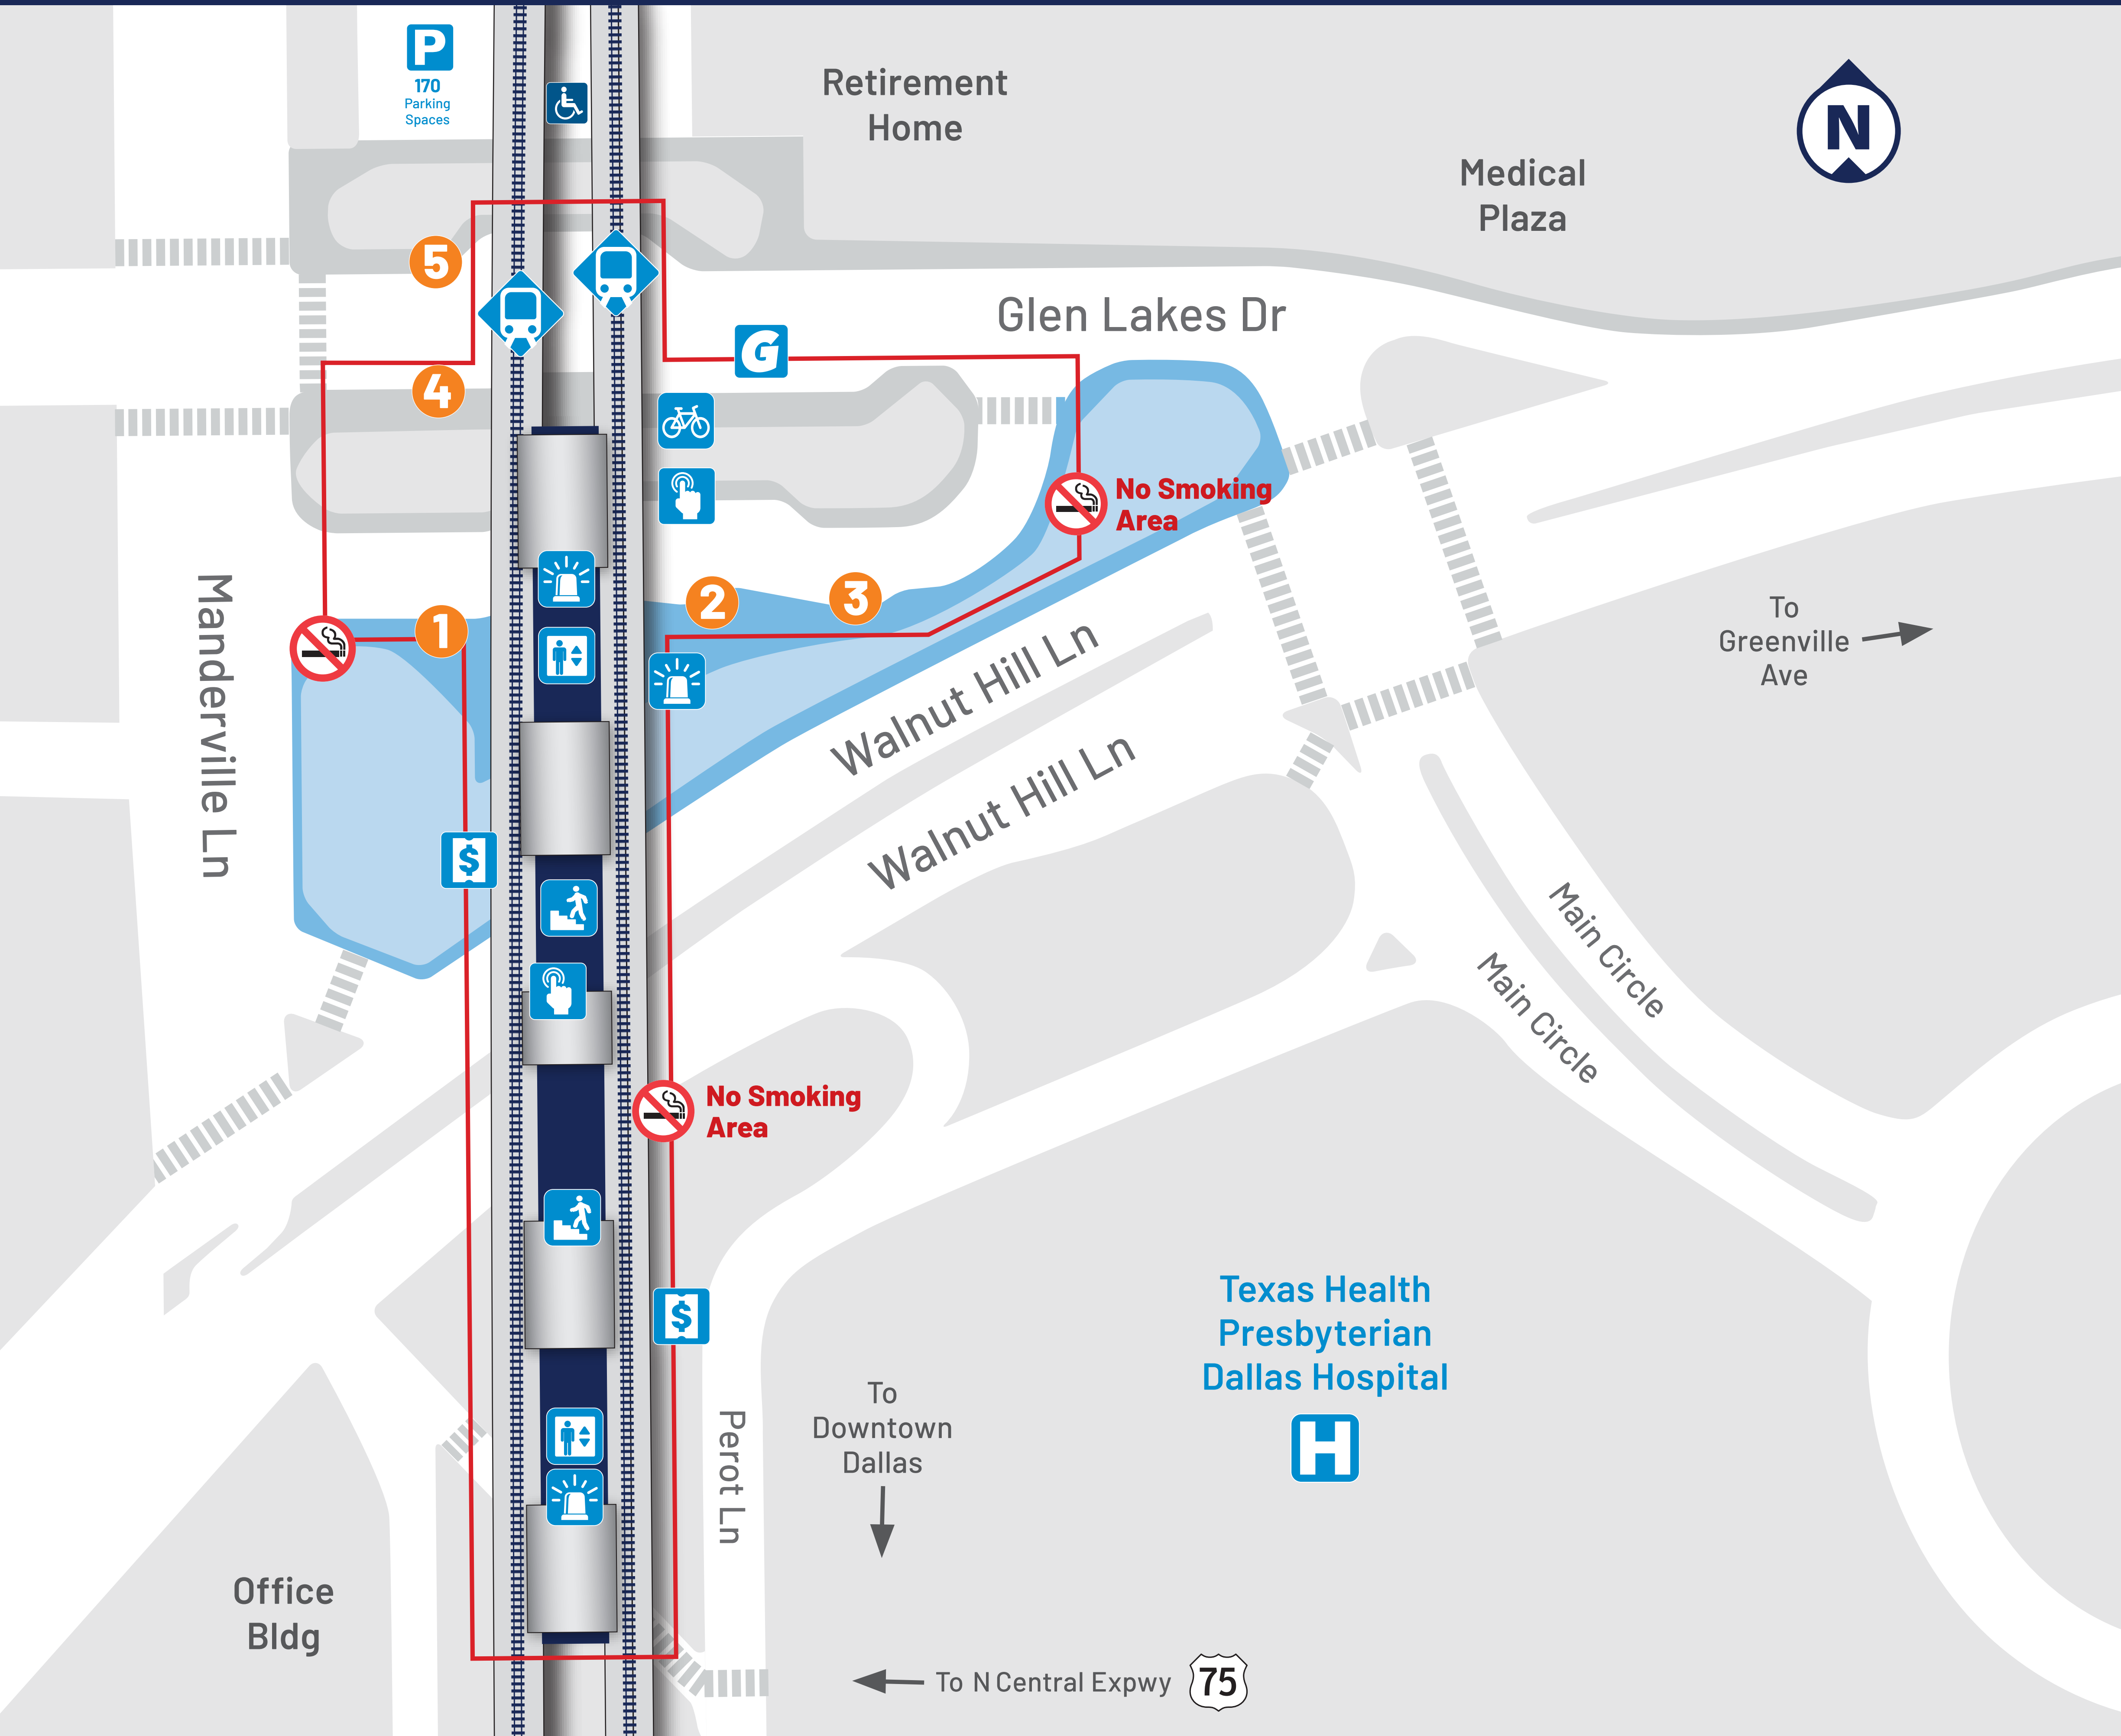 P
170
Parking
Spaces
Retirement
Home
N
Medical
Plaza
5
Glen Lakes Dr
G
4
No Smoking
Area
Manderville Ln
1
2
3
To
Greenville
Ave
Walnut Hill Ln
Walnut Hill Ln
$
Main Circle
Main Circle
No Smoking
Area
$
Texas Health
Presbyterian
Dallas Hospital
H
To
Downtown
Dallas
Perot Ln
Office
Bldg
To N Central Expwy
75